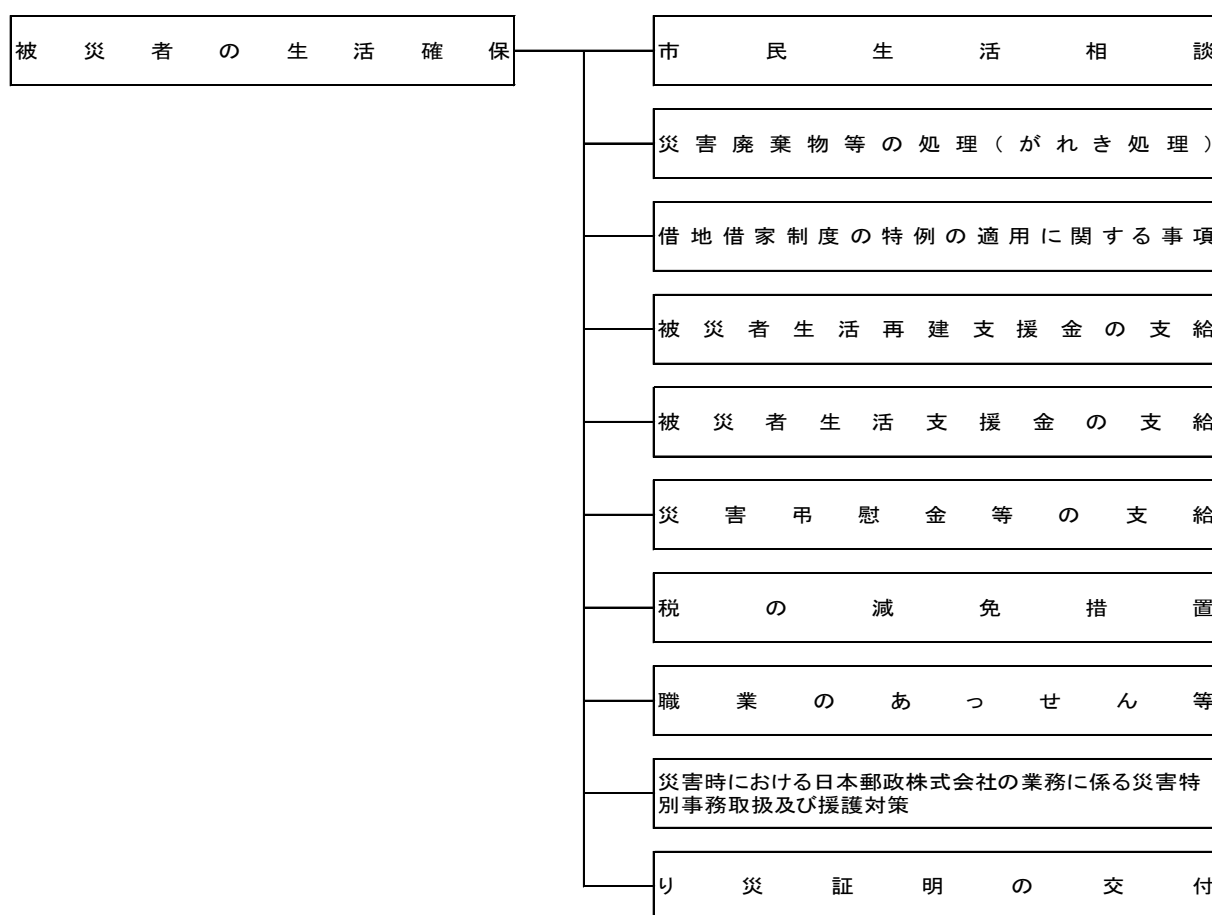 被災者の生活確保
市民生活相談
災害廃棄物等の処理(がれき処理)
借地借家制度の特例の適用に関する事項
被災者生活再建支援金の支給
被災者生活支援金の支給
災害弔慰金等の支給
税の減免措置
職業のあっせん等
災害時における日本郵政株式会社の業務に係る災害特
別事務取扱及び援護対策
り災証明の交付